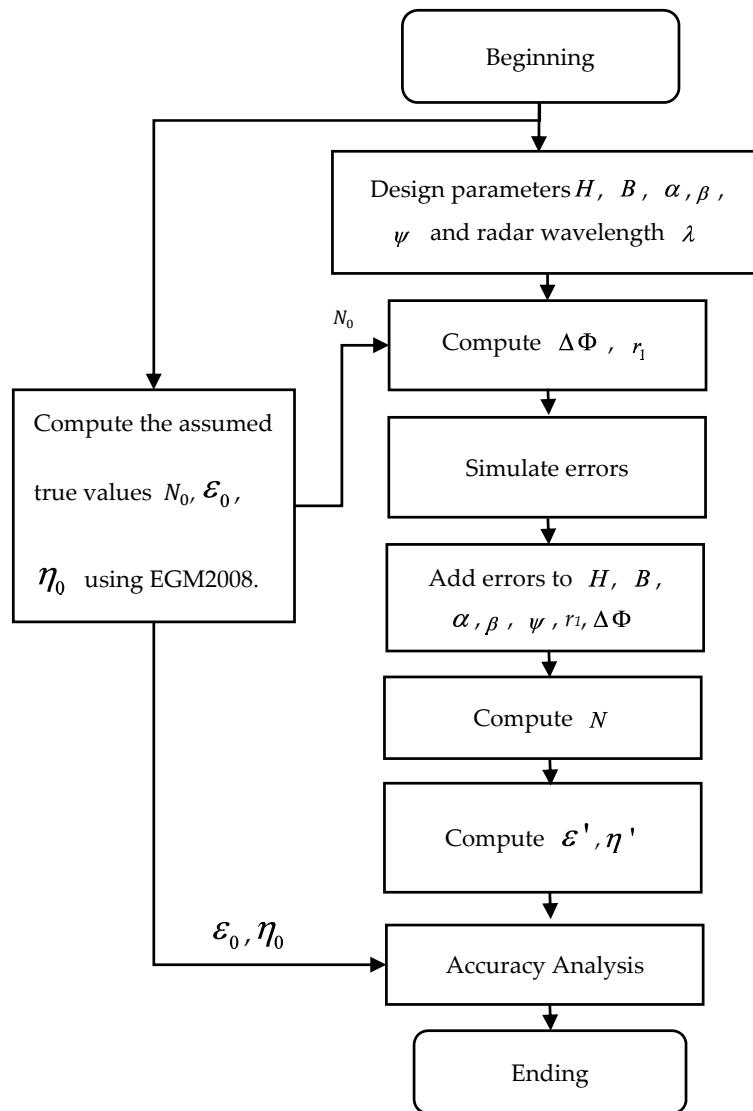 Beginning
Design parameters H, B, α, β,
ψ and radar wavelength λ
N₀
Compute ΔΦ, r₁
Compute the assumed
true values N₀, ε₀,
η₀ using EGM2008.
Simulate errors
Add errors to H, B,
α, β, ψ, r₁, ΔΦ
Compute N
Compute ε', η'
ε₀, η₀
Accuracy Analysis
Ending